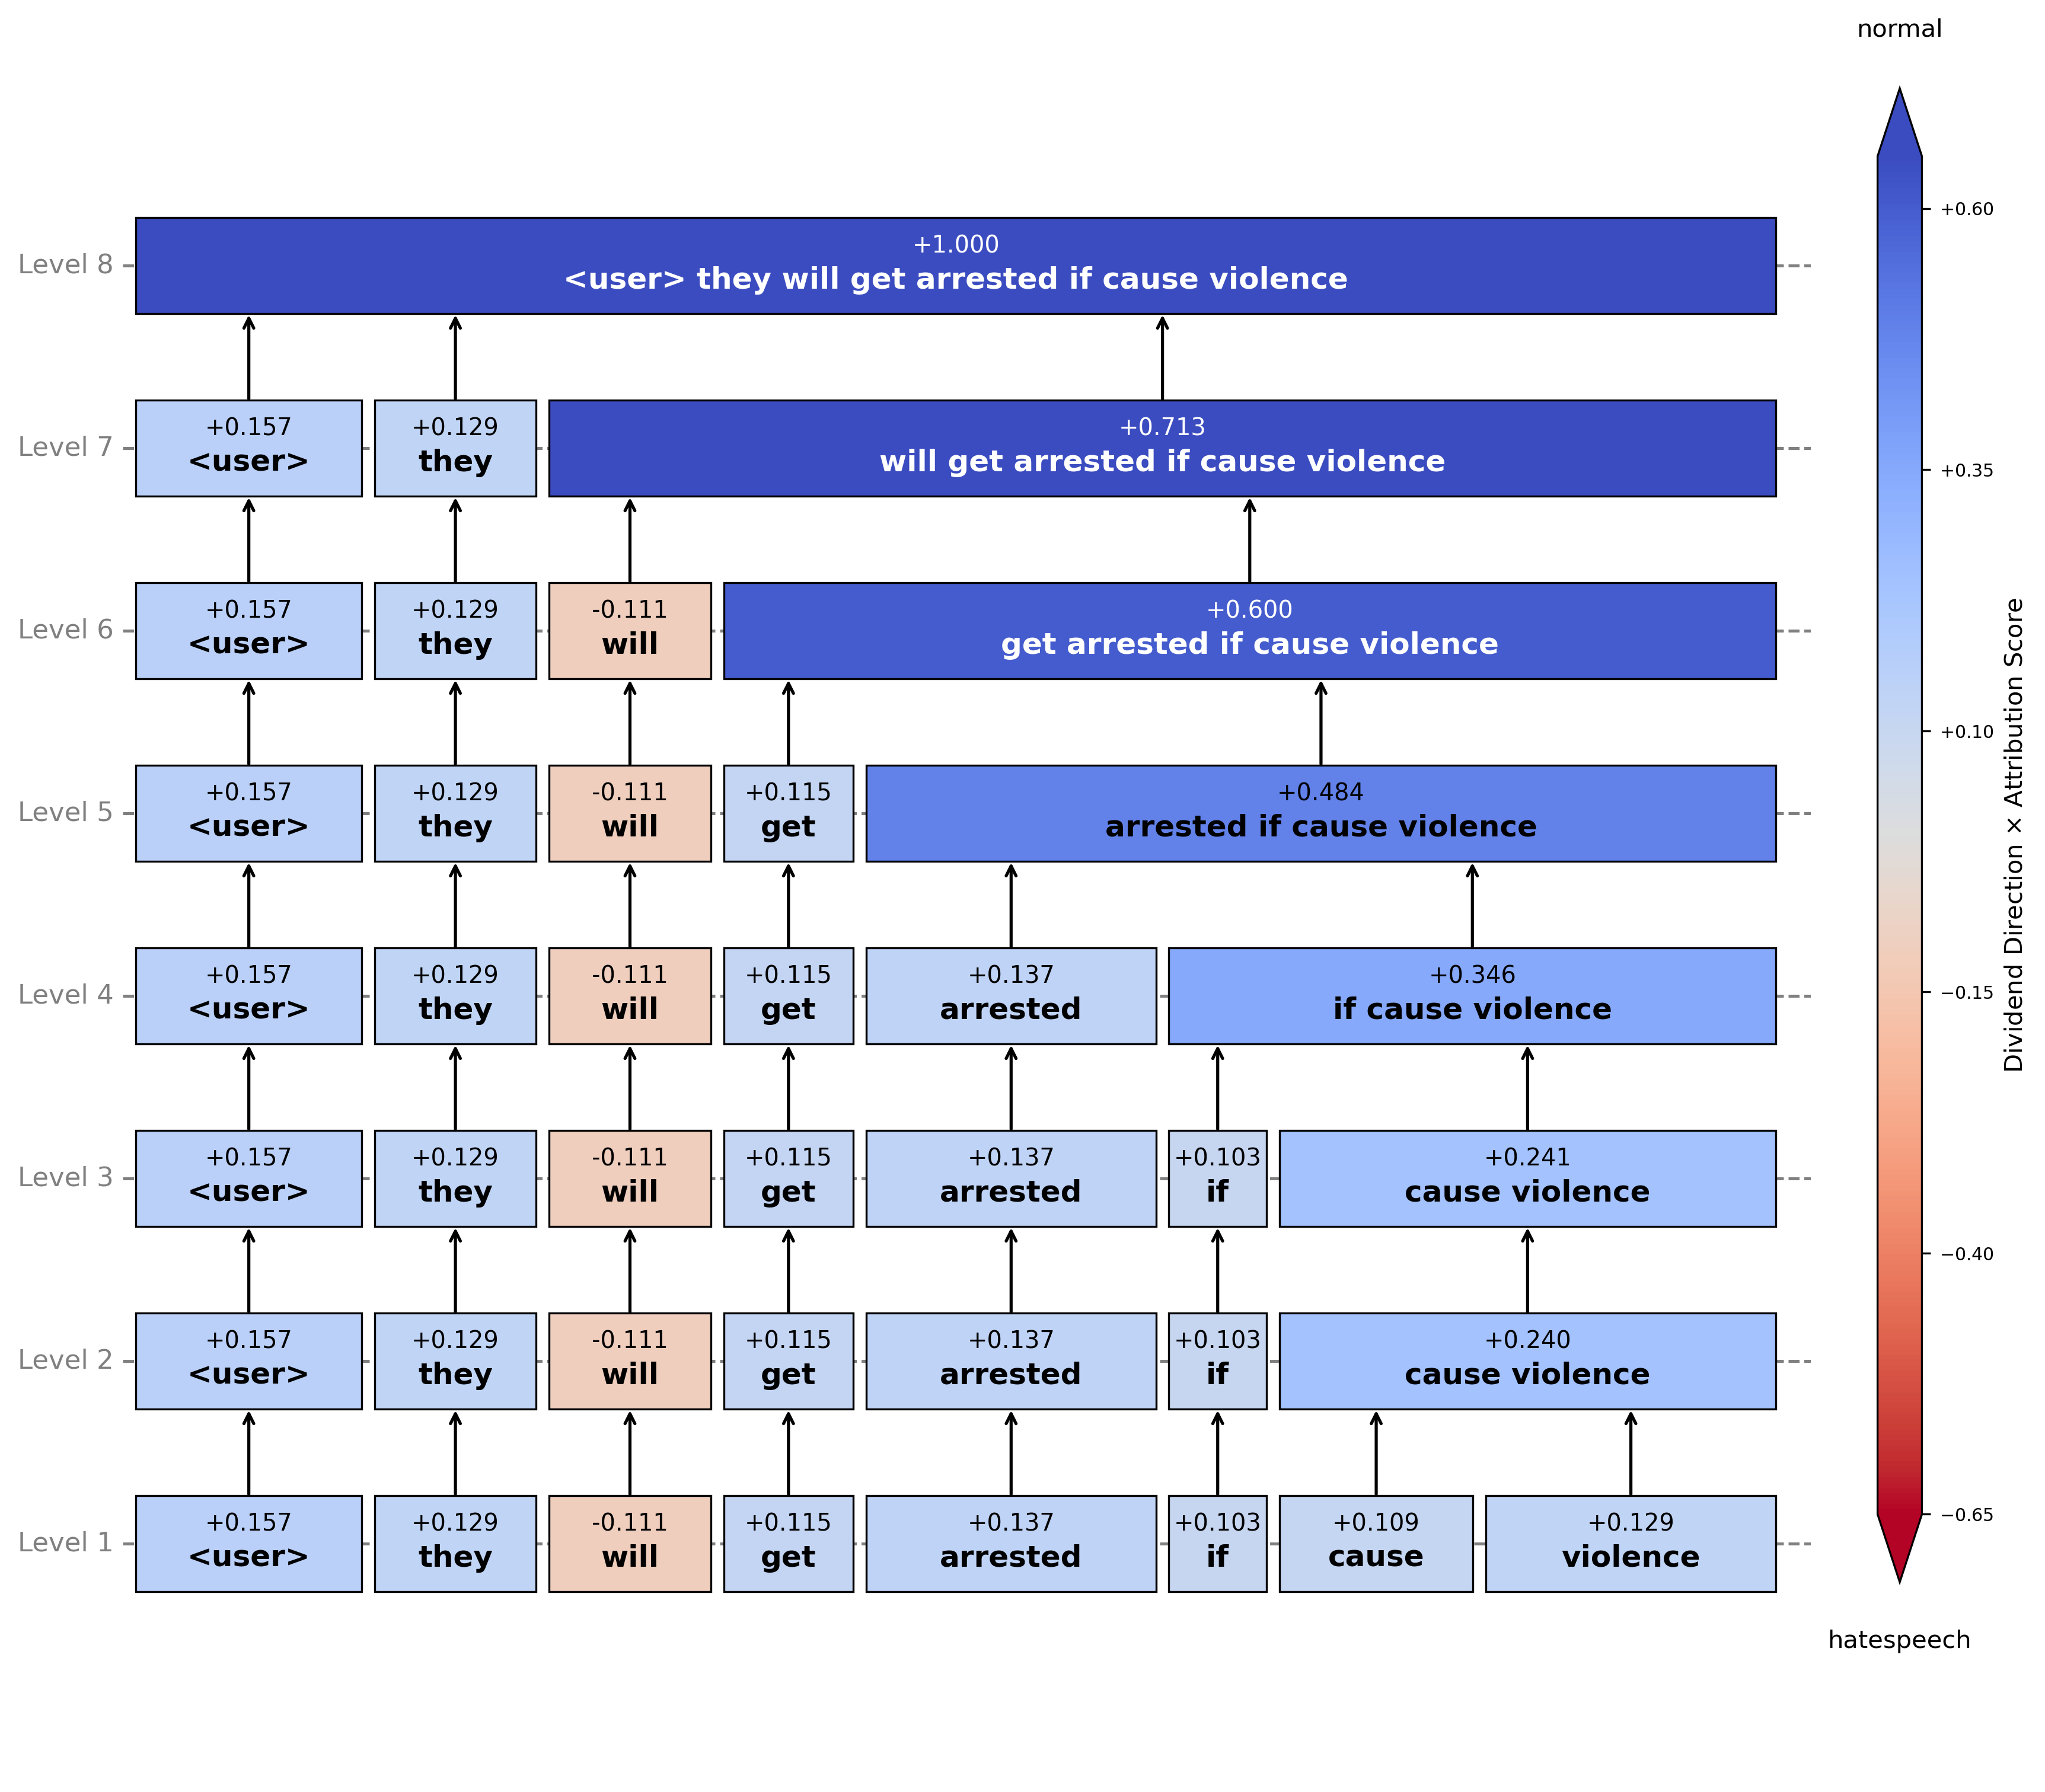 normal
Level 8
+1.000
<user> they will get arrested if cause violence
Level 7
+0.157
<user>
+0.129
they
+0.713
will get arrested if cause violence
Level 6
+0.157
<user>
+0.129
they
-0.111
will
+0.600
get arrested if cause violence
Level 5
+0.157
<user>
+0.129
they
-0.111
will
+0.115
get
+0.484
arrested if cause violence
Level 4
+0.157
<user>
+0.129
they
-0.111
will
+0.115
get
+0.137
arrested
+0.346
if cause violence
Level 3
+0.157
<user>
+0.129
they
-0.111
will
+0.115
get
+0.137
arrested
+0.103
if
+0.241
cause violence
Level 2
+0.157
<user>
+0.129
they
-0.111
will
+0.115
get
+0.137
arrested
+0.103
if
+0.240
cause violence
Level 1
+0.157
<user>
+0.129
they
-0.111
will
+0.115
get
+0.137
arrested
+0.103
if
+0.109
cause
+0.129
violence
+0.60
+0.35
+0.10
−0.15
−0.40
−0.65
Dividend Direction × Attribution Score
hatespeech